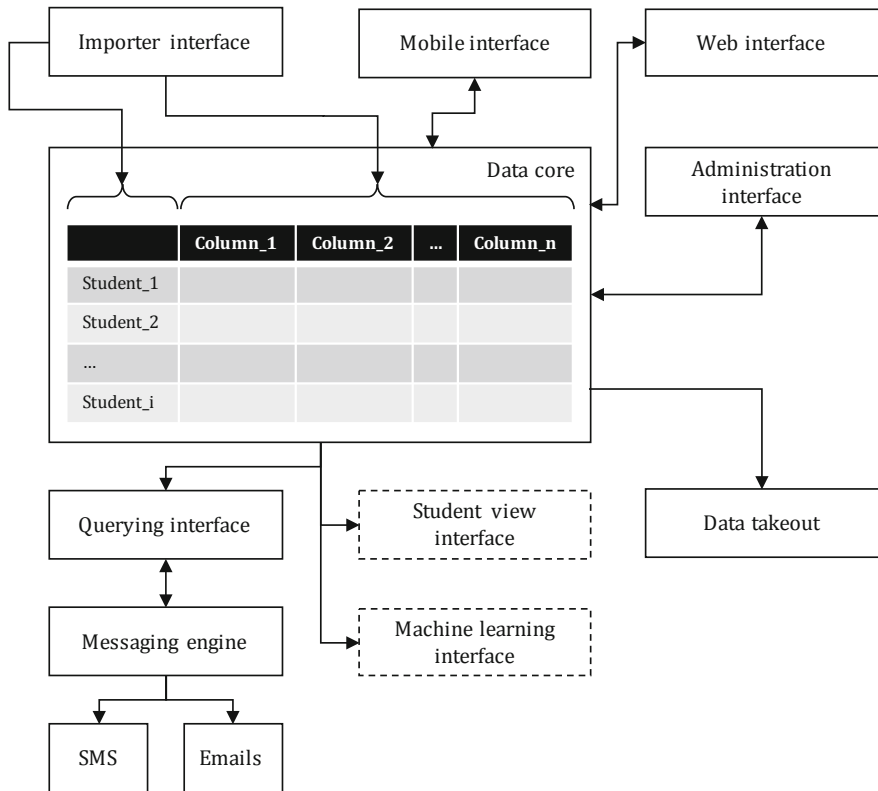 Importer interface
Mobile interface
Web interface
Data core
Administration
interface
Column_1 Column_2 ... Column_n
Student_1
Student_2
...
Student_i
Querying interface
Student view
interface
Data takeout
Messaging engine
Machine learning
interface
SMS
Emails